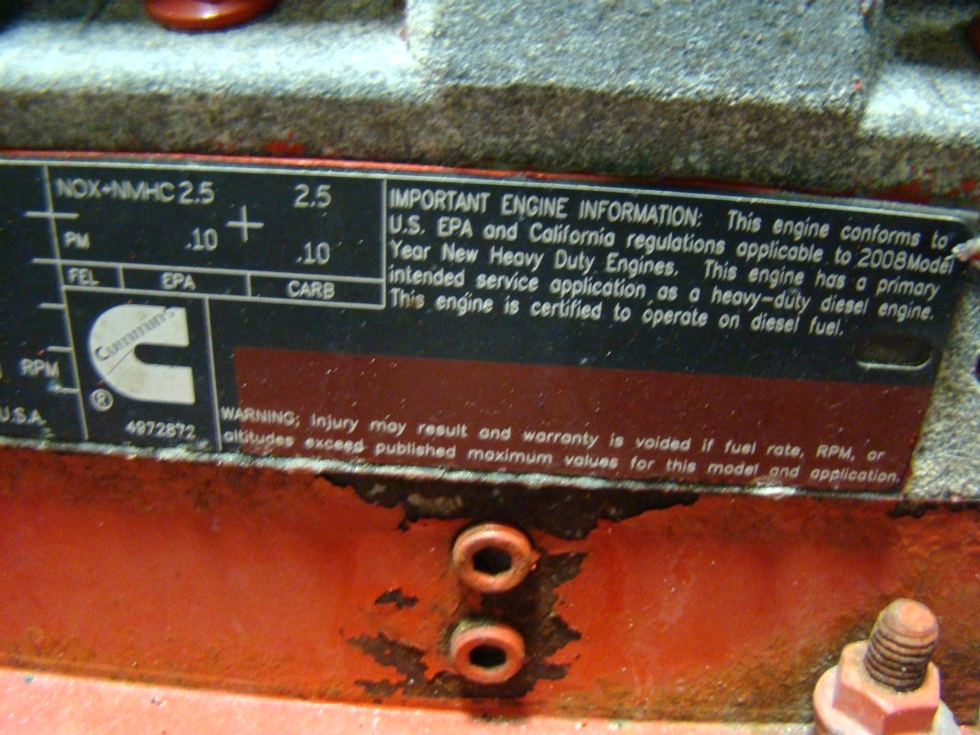 NOX+NMHC 2.5 2.5
PM .10 .10
FEL EPA CARB
Cummins
®
4972872
RPM
U.S.A.
IMPORTANT ENGINE INFORMATION: This engine conforms to
U.S. EPA and California regulations applicable to 2008 Model
Year New Heavy Duty Engines. This engine has a primary
intended service application as a heavy-duty diesel engine.
This engine is certified to operate on diesel fuel.
WARNING; Injury may result and warranty is voided if fuel rate, RPM, or
altitudes exceed published maximum values for this model and application.